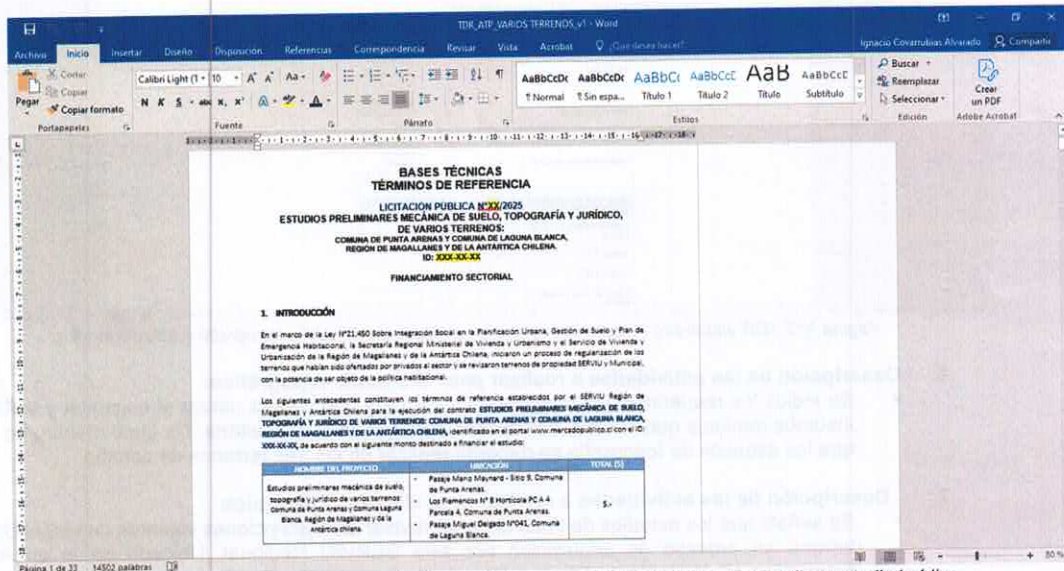 TDR_ATP_VARIOS TERRENOS_v1 - Word
Archivo Inicio Insertar Diseño Disposición Referencias Correspondencia Revisar Vista Acrobat ¿Qué desea hacer? Ignacio Covarrubias Alvarado Compartir
Cortar
Copiar
Copiar formato
Pegar
Portapapeles
Calibri Light (T 10
N K S abc
Fuente
Párrafo
AaBbCcDc AaBbCcDc AaBbCc AaBbCcC AaB AaBbCcC
¶ Normal ¶ Sin espa... Título 1 Título 2 Título Subtítulo
Estilos
Buscar
Reemplazar
Seleccionar
Edición
Crear
un PDF
Adobe Acrobat
BASES TÉCNICAS
TÉRMINOS DE REFERENCIA
LICITACIÓN PÚBLICA N°XX/2025
ESTUDIOS PRELIMINARES MECÁNICA DE SUELO, TOPOGRAFÍA Y JURÍDICO,
DE VARIOS TERRENOS:
COMUNA DE PUNTA ARENAS Y COMUNA DE LAGUNA BLANCA,
REGIÓN DE MAGALLANES Y DE LA ANTÁRTICA CHILENA.
ID: XXX-XX-XX
FINANCIAMIENTO SECTORIAL
1. INTRODUCCIÓN
En el marco de la Ley N°21.450 Sobre Integración Social en la Planificación Urbana, Gestión de Suelo y Plan de
Emergencia Habitacional, la Secretaría Regional Ministerial de Vivienda y Urbanismo y el Servicio de Vivienda y
Urbanización de la Región de Magallanes y de la Antártica Chilena, iniciaron un proceso de regularización de los
terrenos que habían sido ofertados por privados al sector y se revisaron terrenos de propiedad SERVIU y Municipal,
con la potencia de ser objeto de la política habitacional.
Los siguientes antecedentes constituyen los términos de referencia establecidos por el SERVIU Región de
Magallanes y Antártica Chilena para la ejecución del contrato ESTUDIOS PRELIMINARES MECÁNICA DE SUELO,
TOPOGRAFÍA Y JURÍDICO DE VARIOS TERRENOS: COMUNA DE PUNTA ARENAS Y COMUNA DE LAGUNA BLANCA,
REGIÓN DE MAGALLANES Y DE LA ANTÁRTICA CHILENA, identificado en el portal www.mercadopublico.cl con el ID:
XXX-XX-XX, de acuerdo con el siguiente monto destinado a financiar el estudio:
NOMBRE DEL PROYECTO UBICACIÓN TOTAL ($)
Estudios preliminares mecánica de suelo,
topografía y jurídico de varios terrenos:
Comuna de Punta Arenas y Comuna Laguna
Blanca, Región de Magallanes y de la
Antártica chilena.
- Pasaje Mario Maynard - Sitio 9, Comuna
de Punta Arenas.
- Los Flamencos N° 8 Hijuela PC A 4
Parcela 4, Comuna de Punta Arenas.
- Pasaje Miguel Delgado N°041, Comuna
de Laguna Blanca.
$.-
Página 1 de 33 14502 palabras 80 %